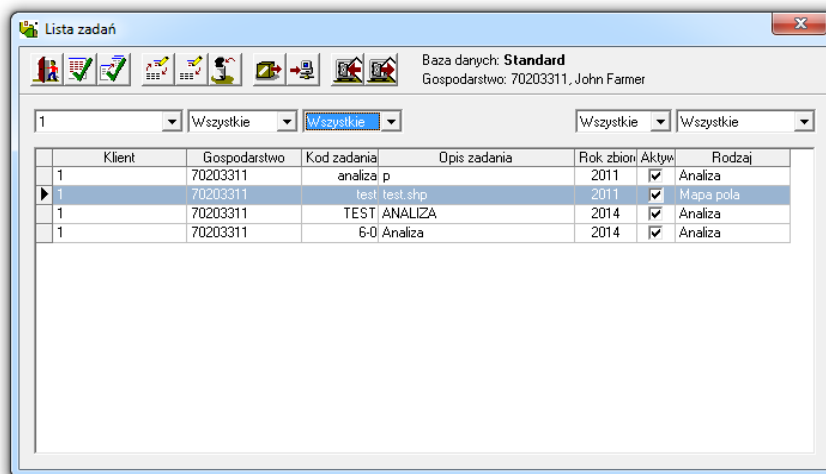 Lista zadań
Baza danych: Standard
Gospodarstwo: 70203311, John Farmer
1 Wszystkie Wszystkie Wszystkie Wszystkie
Klient Gospodarstwo Kod zadania Opis zadania Rok zbior Aktyw Rodzaj
1 70203311 analiza p 2011 Analiza
1 70203311 test test.shp 2011 Mapa pola
1 70203311 TEST ANALIZA 2014 Analiza
1 70203311 6-0 Analiza 2014 Analiza